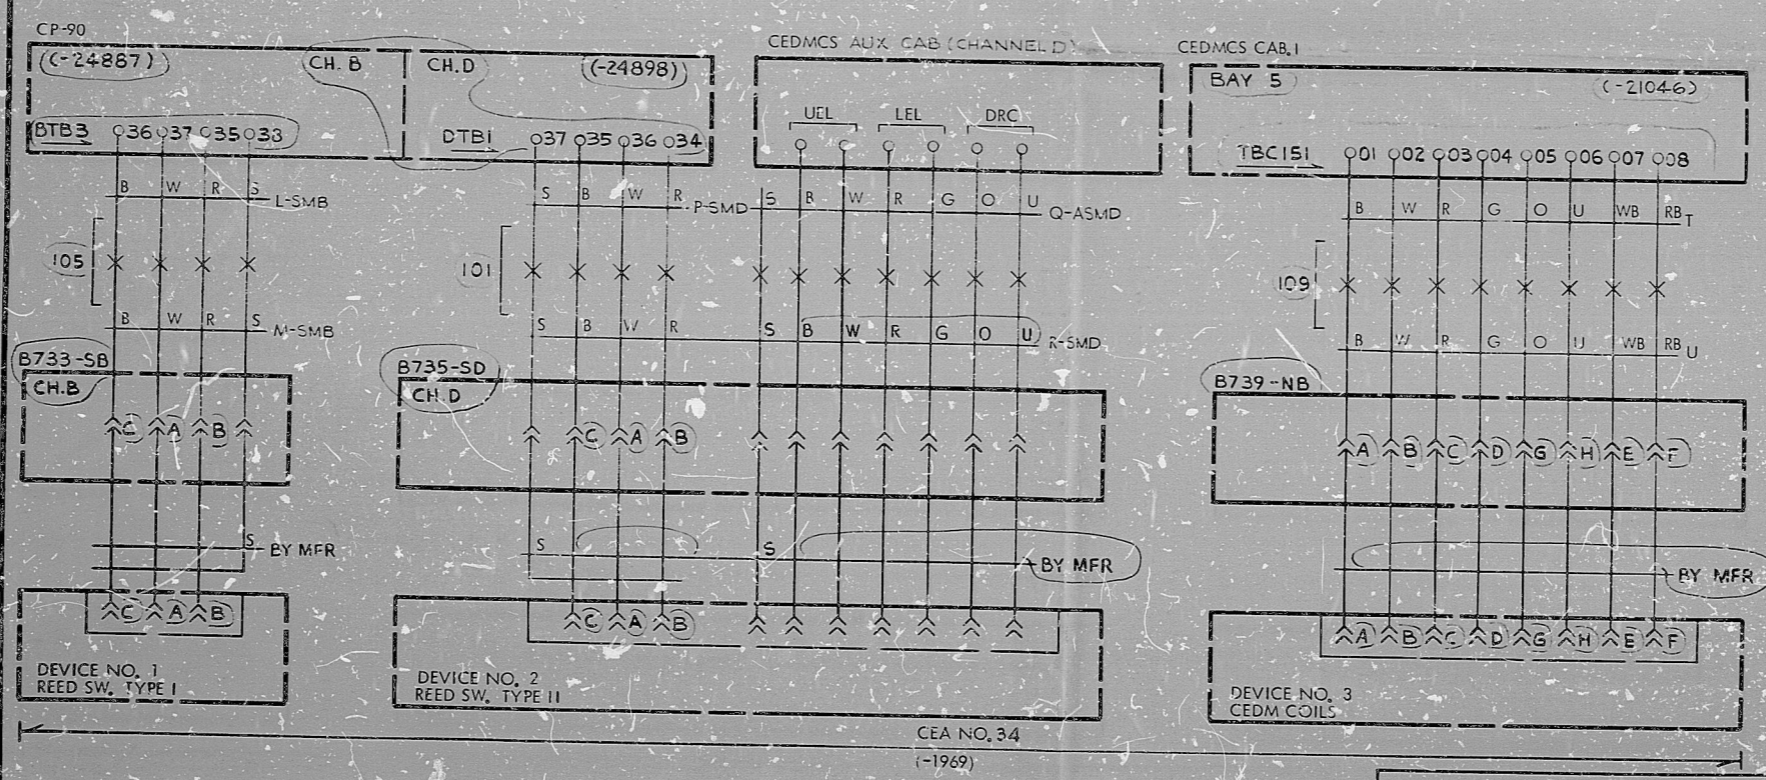 CP-90
(-24887) CH. B CH.D (-24898)
BTB3 36 37 35 33
DTB1 37 35 36 34
B W R S L-SMB
S B W R P-SMD
105
101
B W R S M-SMB
S B W R
B733-SB
CH.B
C A B
S BY MFR
C A B
DEVICE NO. 1
REED SW. TYPE I
CEDMCS AUX CAB (CHANNEL D)
UEL LEL DRC
S B W R G O U Q-ASMD
S B W R G O U R-SMD
B735-SD
CH.D
C A B
S S BY MFR
C A B
DEVICE NO. 2
REED SW. TYPE II
CEDMCS CAB.1
BAY 5 (-21046)
TBC151 01 02 03 04 05 06 07 08
B W R G O U WB RB T
109
B W R G O U WB RB U
B739-NB
A B C D G H E F
BY MFR
A B C D G H E F
DEVICE NO. 3
CEDM COILS
CEA NO. 34
(-1969)